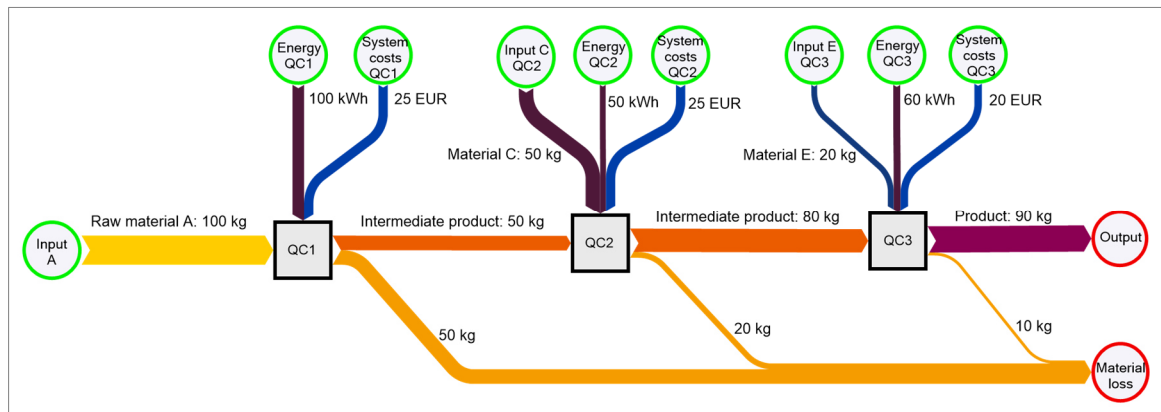 Energy
QC1
System
costs
QC1
Input C
QC2
Energy
QC2
System
costs
QC2
Input E
QC3
Energy
QC3
System
costs
QC3
100 kWh
25 EUR
50 kWh
25 EUR
60 kWh
20 EUR
Material C: 50 kg
Material E: 20 kg
Raw material A: 100 kg
Intermediate product: 50 kg
Intermediate product: 80 kg
Product: 90 kg
Input
A
QC1
QC2
QC3
Output
50 kg
20 kg
10 kg
Material
loss